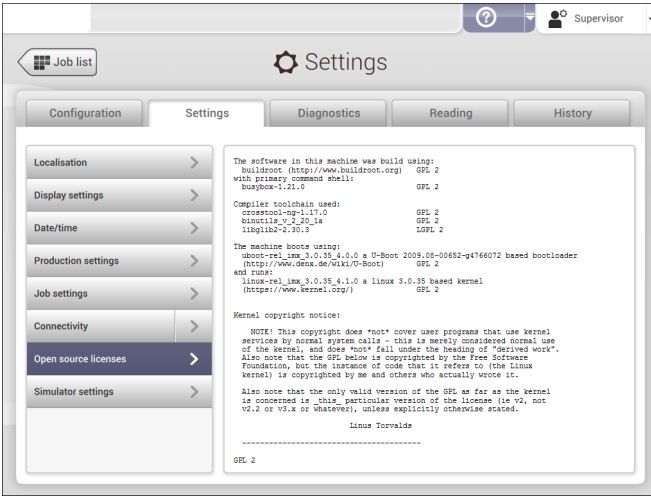 ?
Supervisor
Job list
Settings
Configuration
Settings
Diagnostics
Reading
History
Localisation
Display settings
Date/time
Production settings
Job settings
Connectivity
Open source licenses
Simulator settings
The software in this machine was build using:
buildroot (http://www.buildroot.org) GPL 2
with primary command shell:
busybox-1.21.0 GPL 2
Compiler toolchain used:
crosstool-ng-1.17.0 GPL 2
binutils_v_2_20_1a GPL 2
libglib2-2.30.3 LGPL 2
The machine boots using:
uboot-rel_imx_3.0.35_4.0.0 a U-Boot 2009.08-00652-g4766072 based bootloader
(http://www.denx.de/wiki/U-Boot) GPL 2
and runs:
linux-rel_imx_3.0.35_4.1.0 a linux 3.0.35 based kernel
(https://www.kernel.org/) GPL 2
Kernel copyright notice:
NOTE! This copyright does *not* cover user programs that use kernel
services by normal system calls - this is merely considered normal use
of the kernel, and does *not* fall under the heading of "derived work".
Also note that the GPL below is copyrighted by the Free Software
Foundation, but the instance of code that it refers to (the Linux
kernel) is copyrighted by me and others who actually wrote it.
Also note that the only valid version of the GPL as far as the kernel
is concerned is _this_ particular version of the license (ie v2, not
v2.2 or v3.x or whatever), unless explicitly otherwise stated.
Linus Torvalds
----------------------------------------
GPL 2